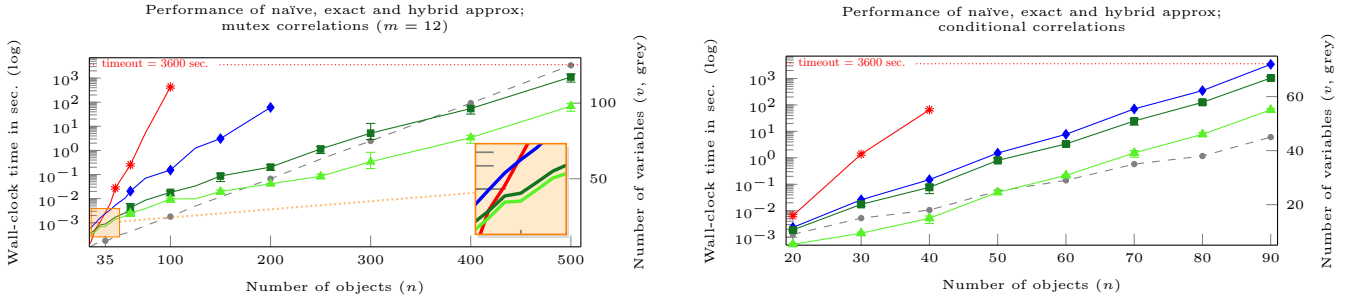 Performance of naïve, exact and hybrid approx;
mutex correlations (m = 12)
Wall-clock time in sec. (log)
timeout = 3600 sec.
10^3
10^2
10^1
10^0
10^−1
10^−2
10^−3
35
100
200
300
400
500
Number of objects (n)
100
50
Number of variables (v, grey)
Performance of naïve, exact and hybrid approx;
conditional correlations
Wall-clock time in sec. (log)
timeout = 3600 sec.
10^3
10^2
10^1
10^0
10^−1
10^−2
10^−3
20
30
40
50
60
70
80
90
Number of objects (n)
60
40
20
Number of variables (v, grey)